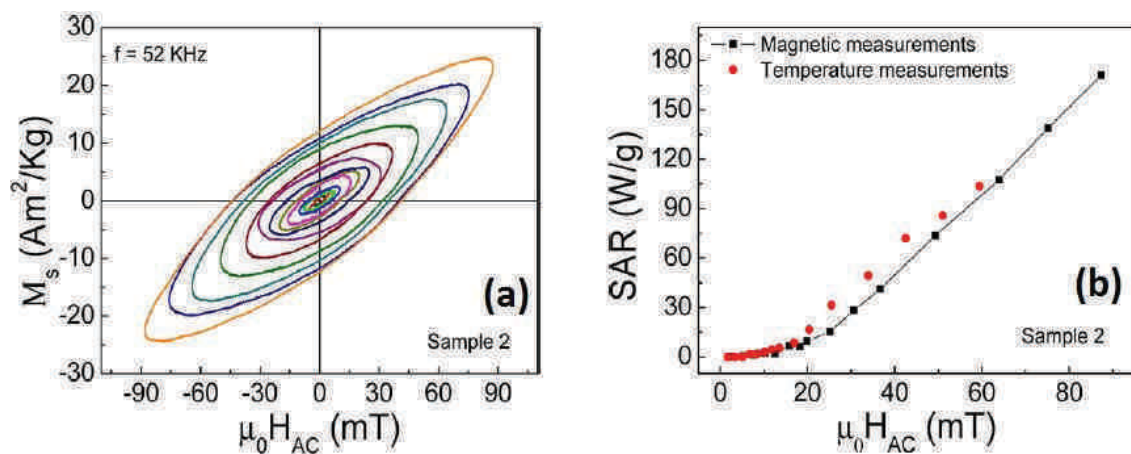 30
20
10
0
-10
-20
-30
f = 52 KHz
(a)
Sample 2
M_s (Am²/Kg)
-90 -60 -30 0 30 60 90
μ₀H_AC (mT)
180
150
120
90
60
30
0
Magnetic measurements
Temperature measurements
(b)
Sample 2
SAR (W/g)
0 20 40 60 80
μ₀H_AC (mT)